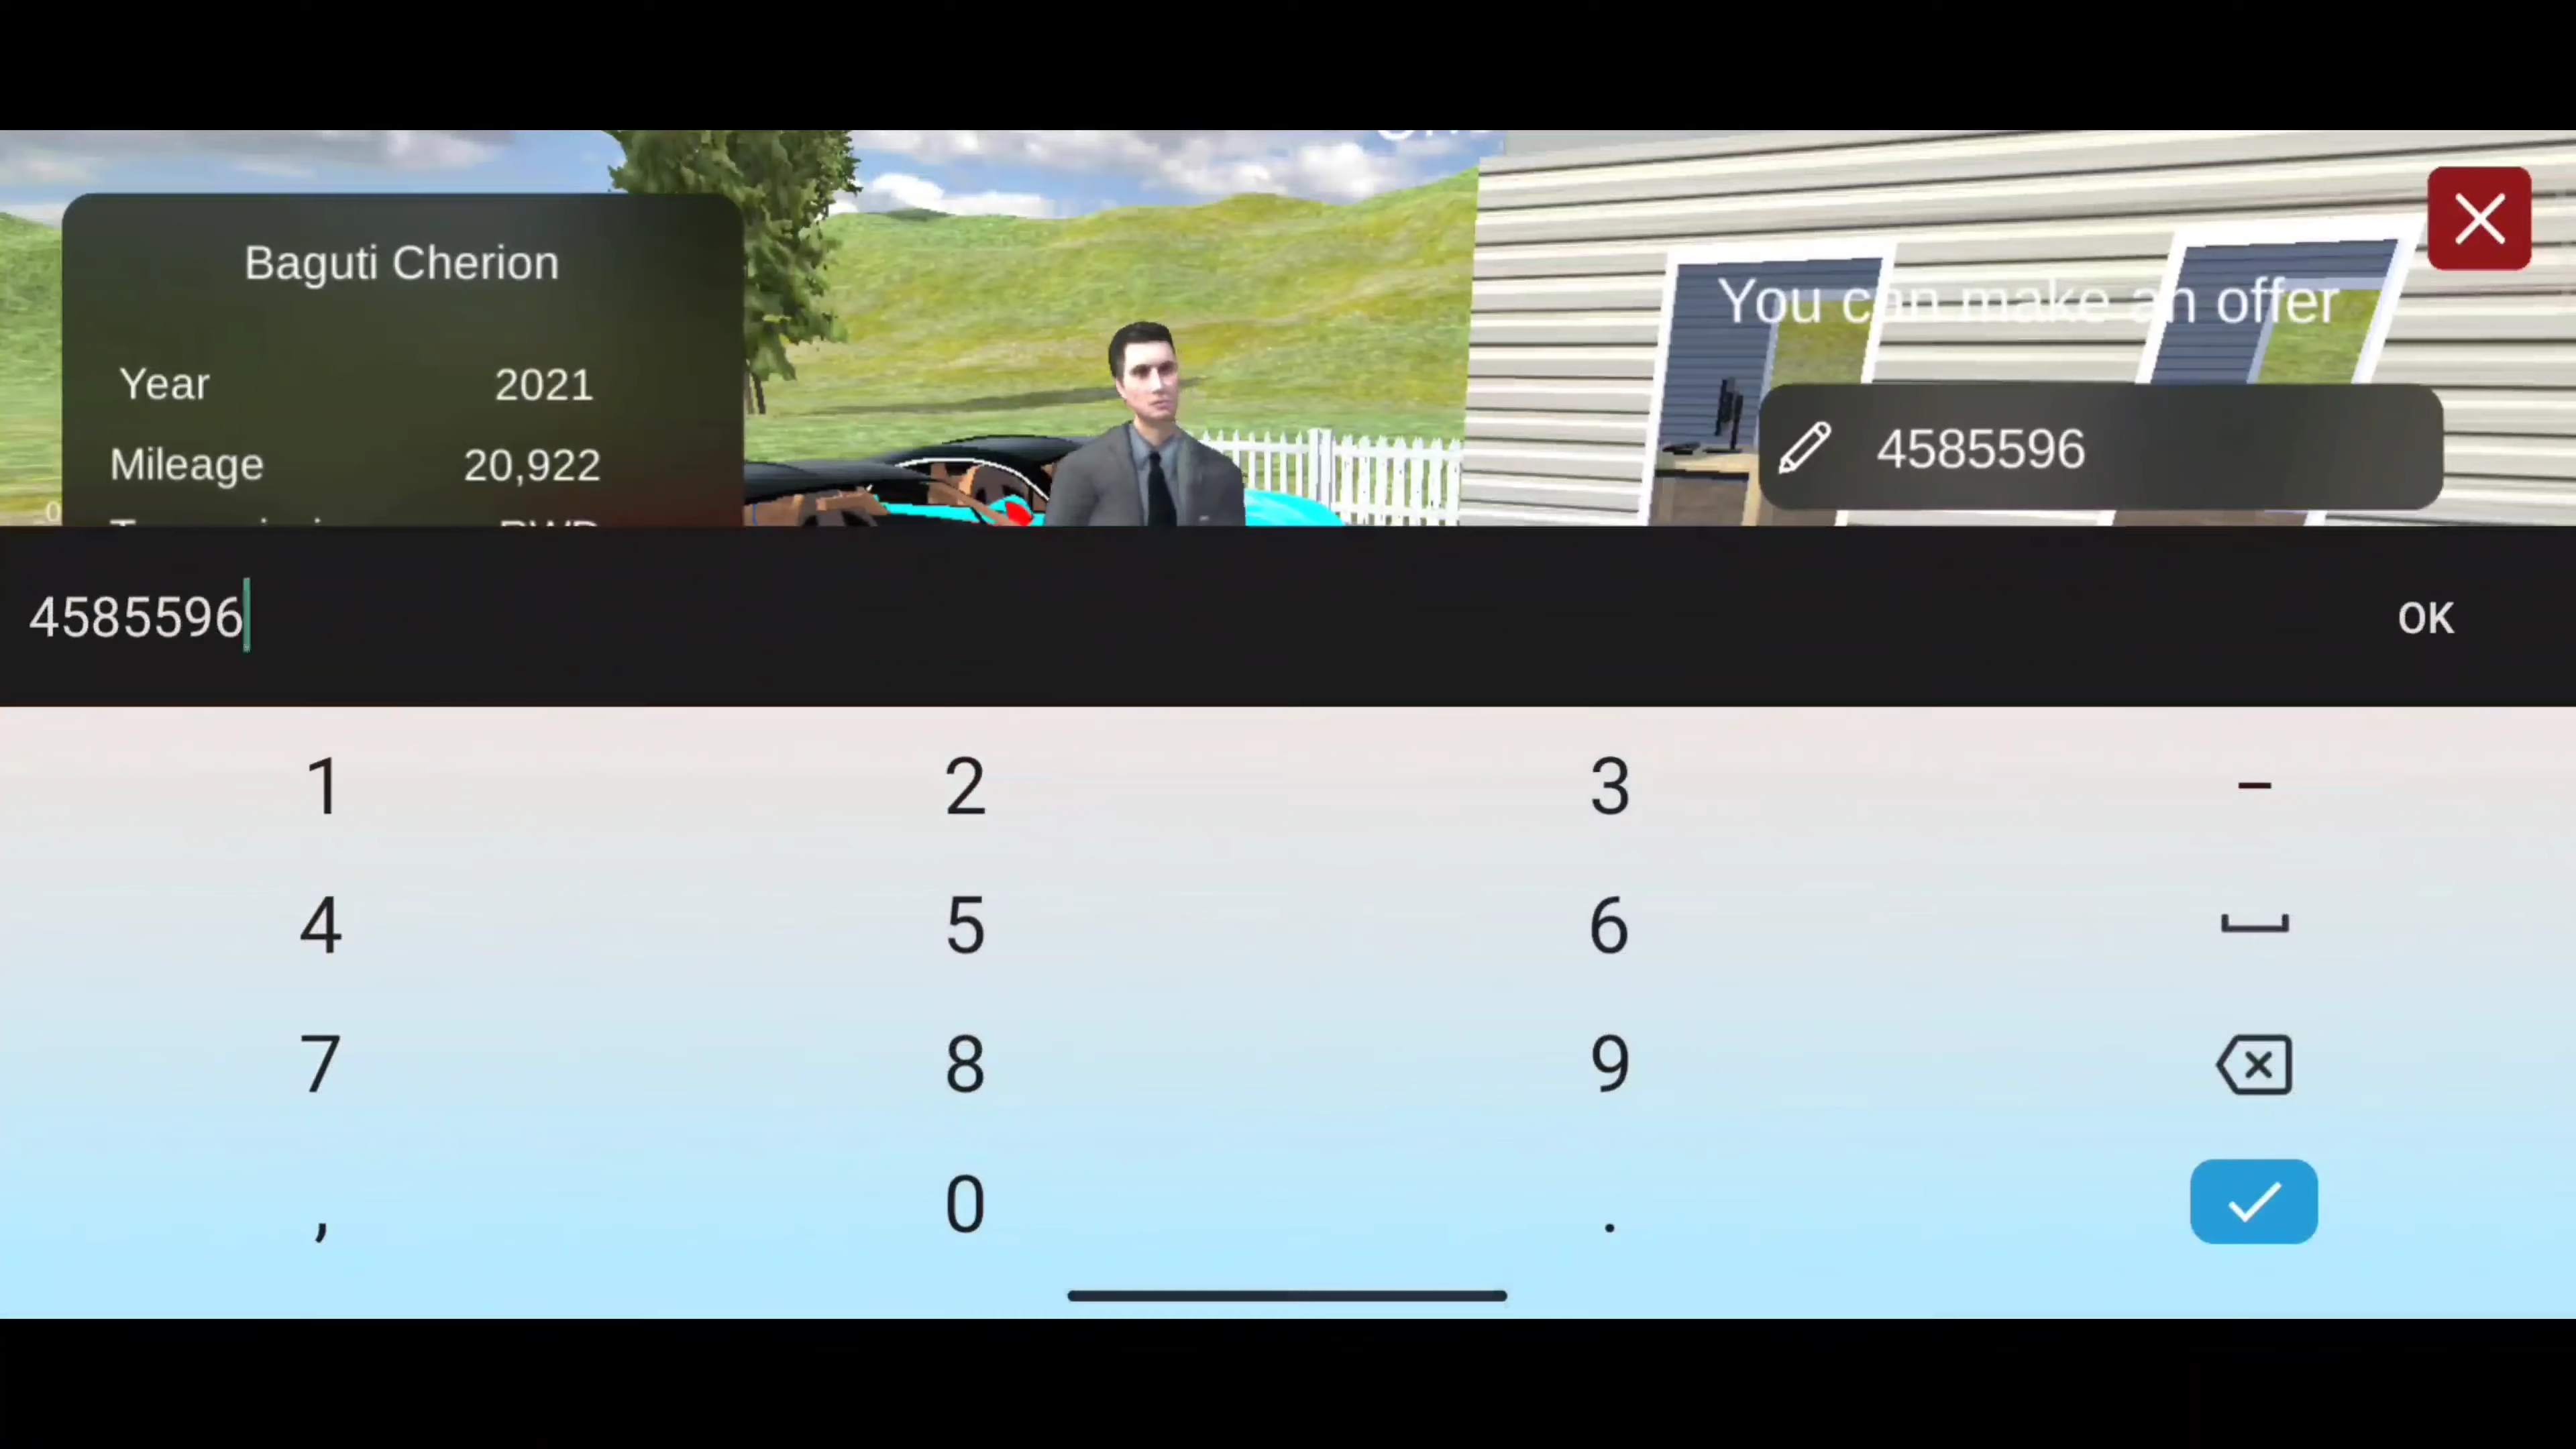 Baguti Cherion
Year 2021
Mileage 20,922
You can make an offer
4585596
4585596
OK
1 2 3 -
4 5 6
7 8 9
, 0 .